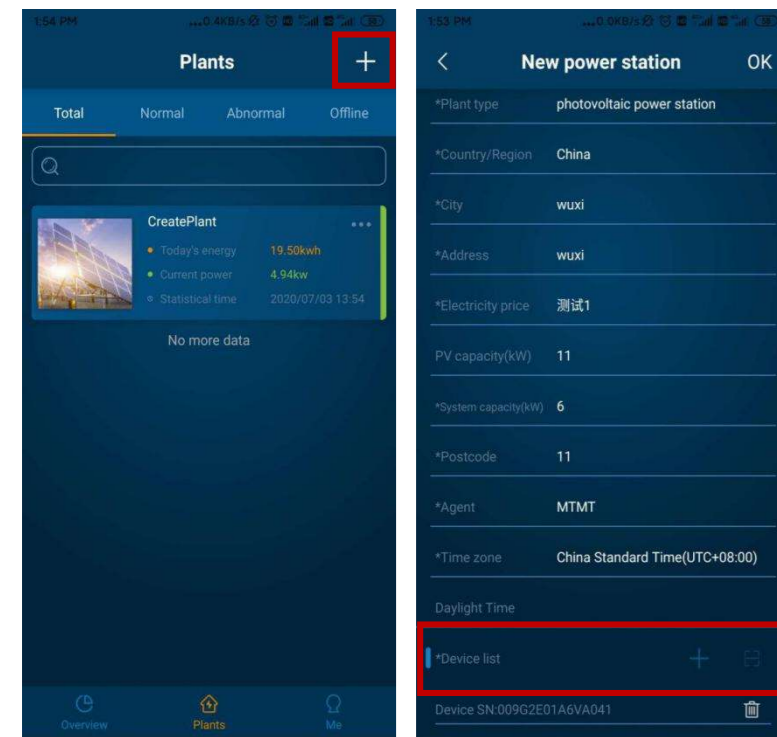 1:54 PM ...0.4KB/s 38
Plants +
Total Normal Abnormal Offline
CreatePlant
Today's energy 19.50kwh
Current power 4.94kw
Statistical time 2020/07/03 13:54
No more data
Overview Plants Me
1:53 PM ...0.0KB/s
< New power station OK
*Plant type photovoltaic power station
*Country/Region China
*City wuxi
*Address wuxi
*Electricity price 测试1
PV capacity(kW) 11
*System capacity(kW) 6
*Postcode 11
*Agent MTMT
*Time zone China Standard Time(UTC+08:00)
Daylight Time
*Device list +
Device SN:009G2E01A6VA041